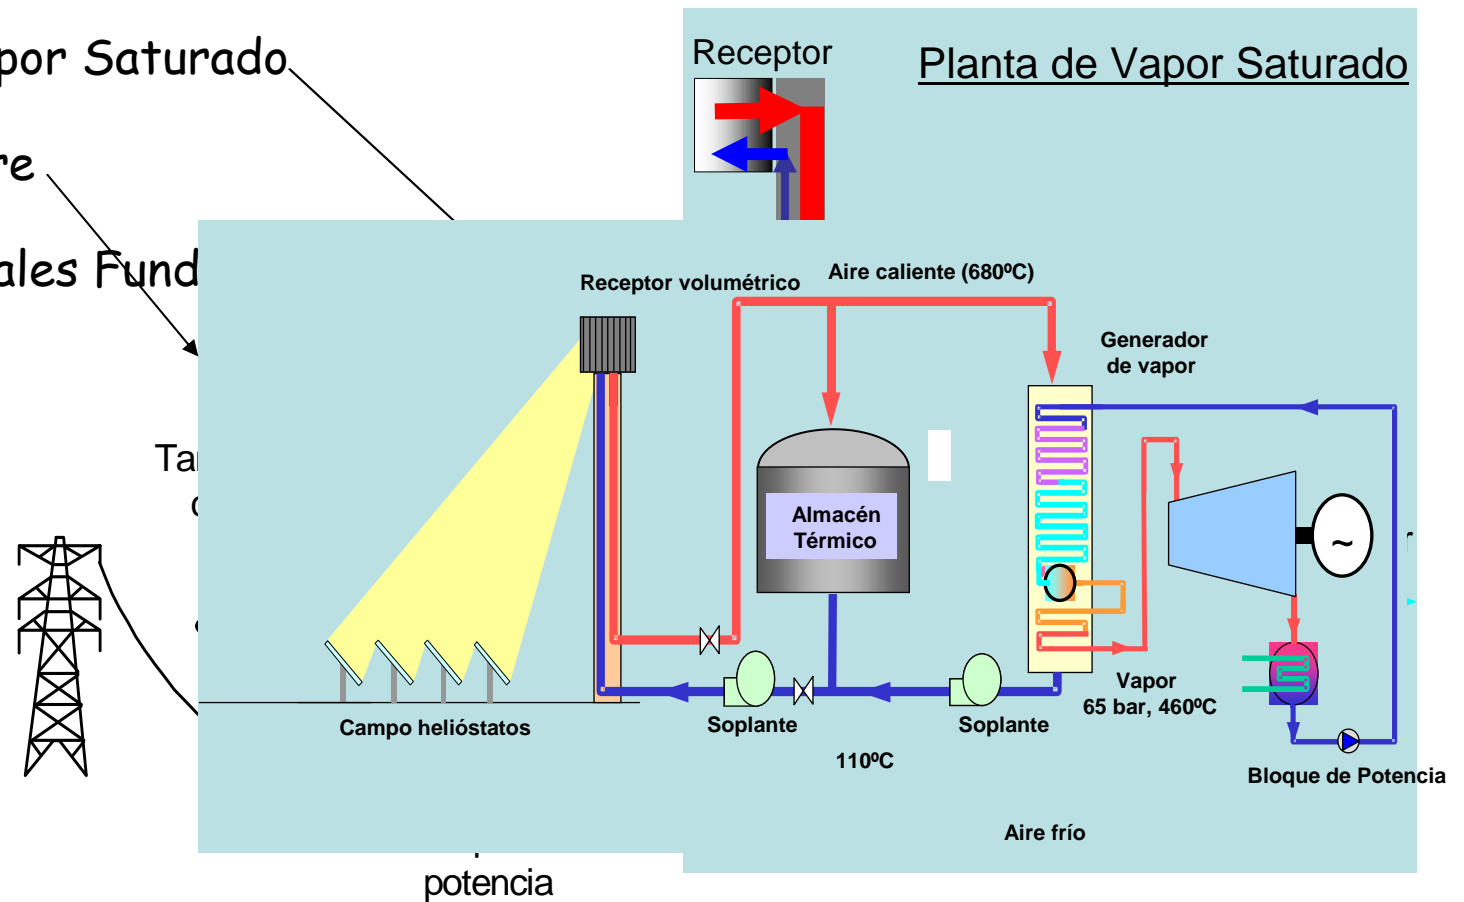 por Saturado
Receptor
Planta de Vapor Saturado
re
ales Fund
Receptor volumétrico
Aire caliente (680ºC)
Generador
de vapor
Ta
Almacén
Térmico
~
Vapor
65 bar, 460ºC
Campo helióstatos
Soplante
Soplante
110ºC
Bloque de Potencia
Aire frío
potencia